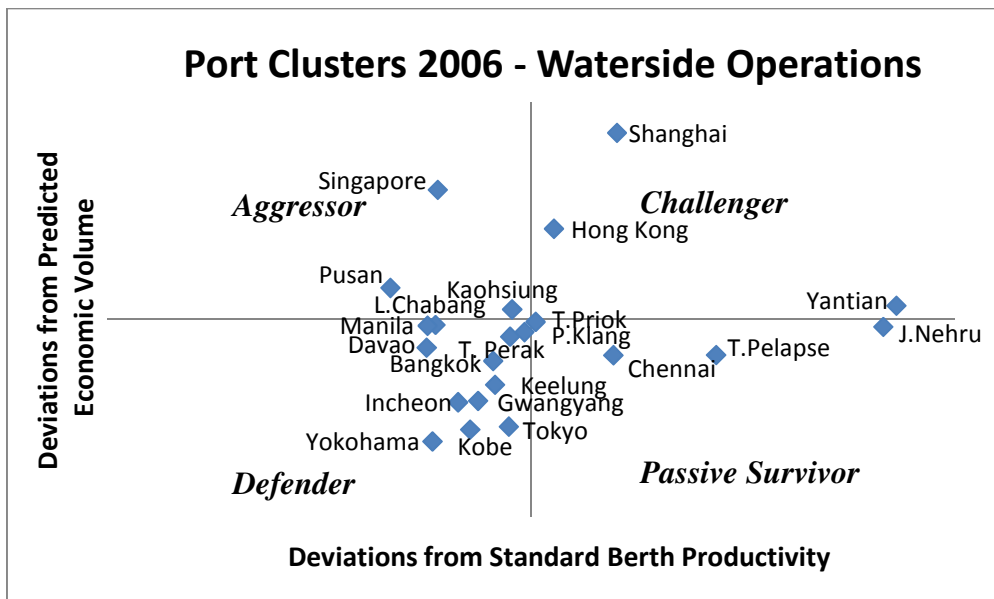 Port Clusters 2006 - Waterside Operations
Deviations from Predicted
Economic Volume
Shanghai
Singapore
Aggressor
Challenger
Hong Kong
Pusan
L.Chabang
Kaohsiung
Yantian
Manila
T.Priok
J.Nehru
Davao
T. Perak
P.Klang
T.Pelapse
Bangkok
Chennai
Keelung
Incheon
Gwangyang
Yokohama
Kobe
Tokyo
Defender
Passive Survivor
Deviations from Standard Berth Productivity